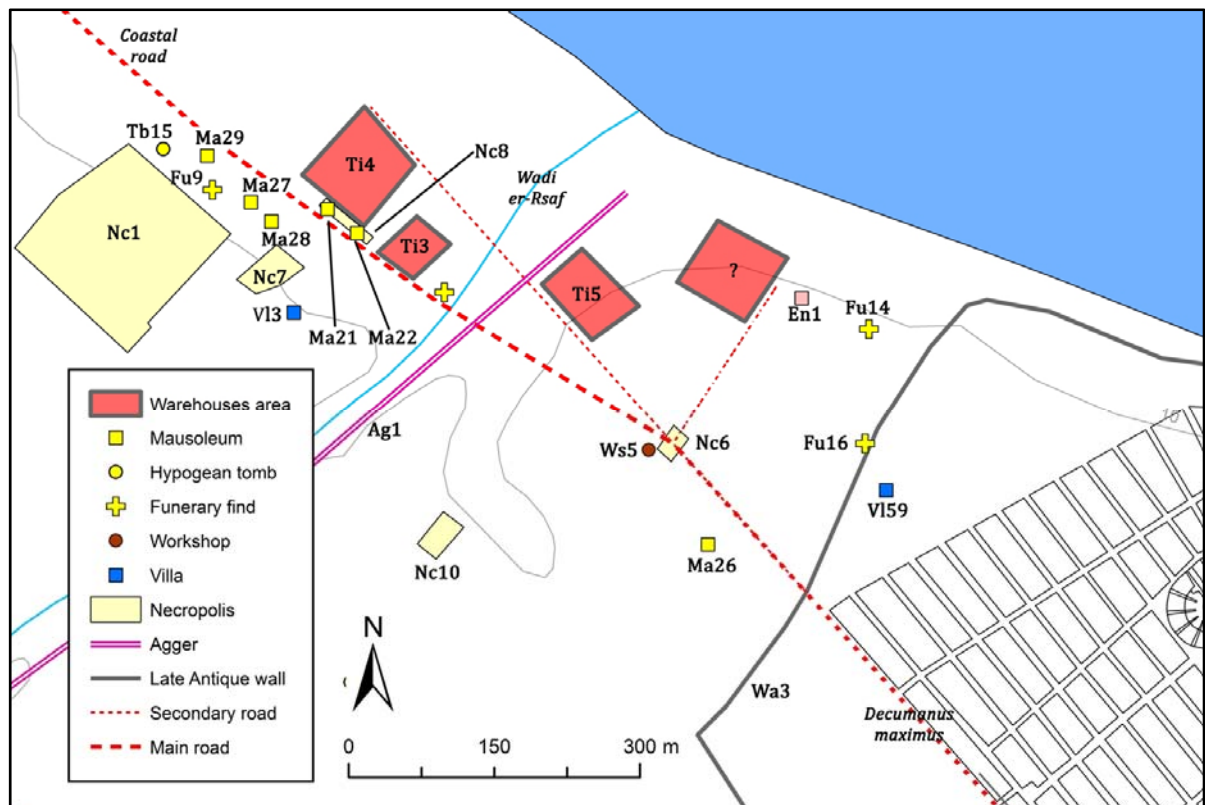 Coastal
road
Tb15
Ma29
Fu9
Ma27
Ma28
Nc1
Nc7
Vl3
Ti4
Nc8
Ti3
Ma21
Ma22
Wadi
er-Rsaf
Ti5
?
En1
Fu14
Ag1
Ws5
Nc6
Fu16
Vl59
10
Nc10
Ma26
Wa3
Decumanus
maximus
Warehouses area
Mausoleum
Hypogean tomb
Funerary find
Workshop
Villa
Necropolis
Agger
Late Antique wall
Secondary road
Main road
N
0 150 300 m